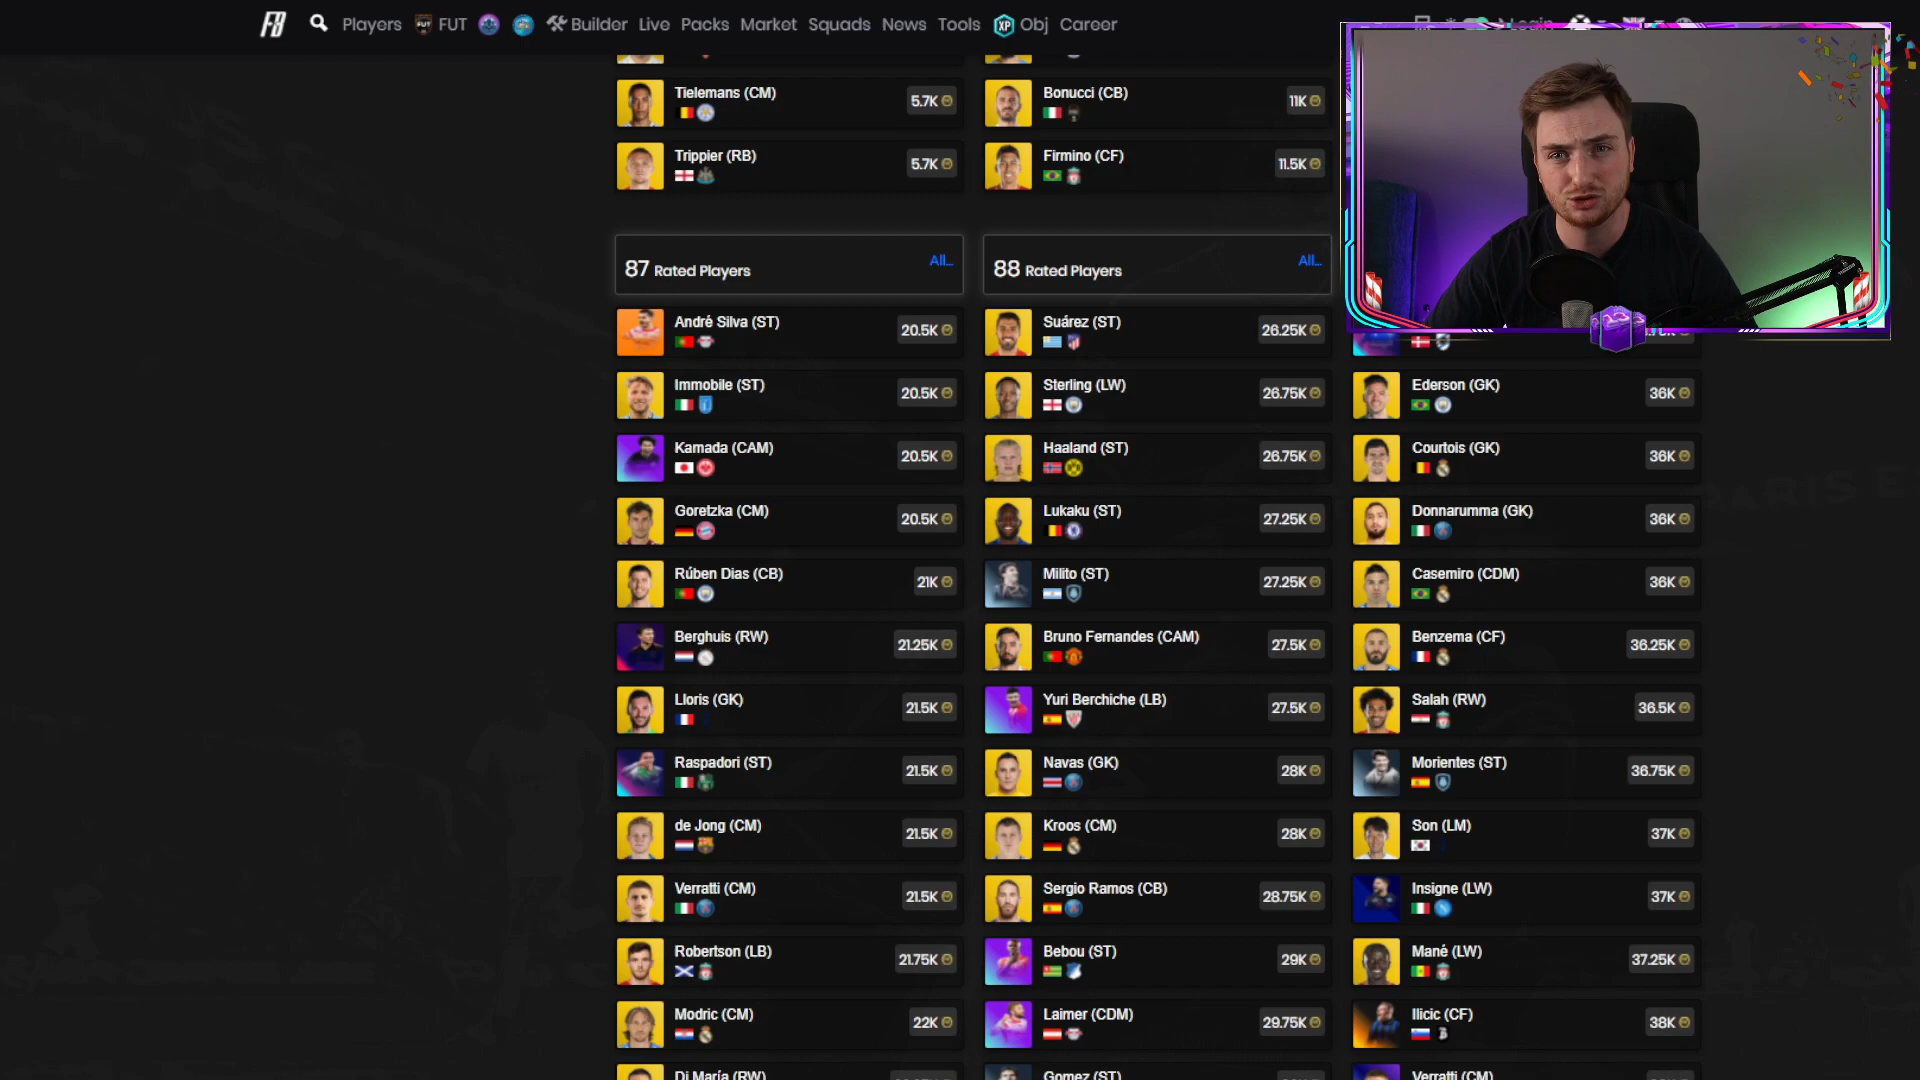 FB Players FUT FUT Builder Live Packs Market Squads News Tools XP Obj Career Login
Tielemans (CM) 5.7K
Bonucci (CB) 11K
Trippier (RB) 5.7K
Firmino (CF) 11.5K
87 Rated Players All...
88 Rated Players All...
André Silva (ST) 20.5K
Suárez (ST) 26.25K
Immobile (ST) 20.5K
Sterling (LW) 26.75K
Ederson (GK) 36K
Kamada (CAM) 20.5K
Haaland (ST) 26.75K
Courtois (GK) 36K
Goretzka (CM) 20.5K
Lukaku (ST) 27.25K
Donnarumma (GK) 36K
Rúben Dias (CB) 21K
Milito (ST) 27.25K
Casemiro (CDM) 36K
Berghuis (RW) 21.25K
Bruno Fernandes (CAM) 27.5K
Benzema (CF) 36.25K
Lloris (GK) 21.5K
Yuri Berchiche (LB) 27.5K
Salah (RW) 36.5K
Raspadori (ST) 21.5K
Navas (GK) 28K
Morientes (ST) 36.75K
de Jong (CM) 21.5K
Kroos (CM) 28K
Son (LM) 37K
Verratti (CM) 21.5K
Sergio Ramos (CB) 28.75K
Insigne (LW) 37K
Robertson (LB) 21.75K
Bebou (ST) 29K
Mané (LW) 37.25K
Modric (CM) 22K
Laimer (CDM) 29.75K
Ilicic (CF) 38K
Di María (RW)
Gomez (ST)
Verratti (CM)